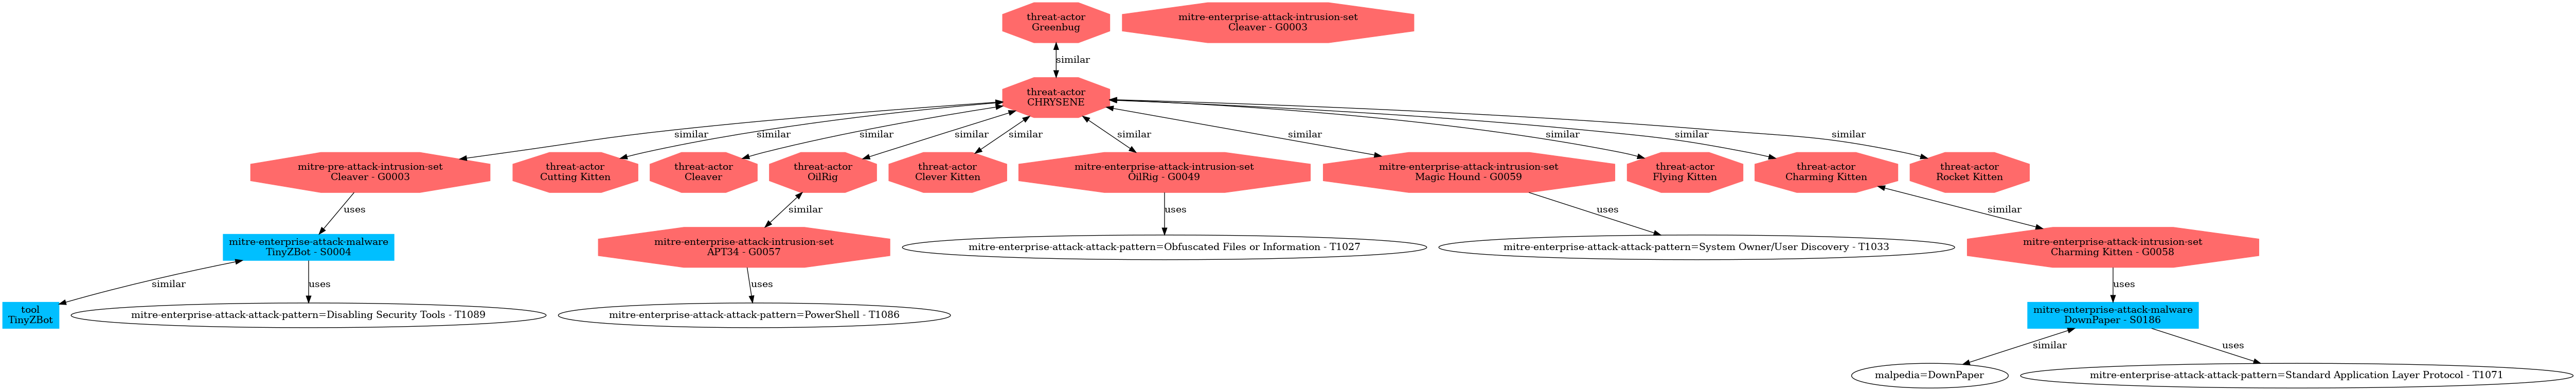 threat-actor
Greenbug
mitre-enterprise-attack-intrusion-set
Cleaver - G0003
similar
threat-actor
CHRYSENE
similar
similar
similar
similar
similar
similar
similar
similar
similar
similar
mitre-pre-attack-intrusion-set
Cleaver - G0003
threat-actor
Cutting Kitten
threat-actor
Cleaver
threat-actor
OilRig
threat-actor
Clever Kitten
mitre-enterprise-attack-intrusion-set
OilRig - G0049
mitre-enterprise-attack-intrusion-set
Magic Hound - G0059
threat-actor
Flying Kitten
threat-actor
Charming Kitten
threat-actor
Rocket Kitten
uses
similar
uses
uses
similar
mitre-enterprise-attack-malware
TinyZBot - S0004
mitre-enterprise-attack-intrusion-set
APT34 - G0057
mitre-enterprise-attack-attack-pattern=Obfuscated Files or Information - T1027
mitre-enterprise-attack-attack-pattern=System Owner/User Discovery - T1033
mitre-enterprise-attack-intrusion-set
Charming Kitten - G0058
similar
uses
uses
uses
tool
TinyZBot
mitre-enterprise-attack-attack-pattern=Disabling Security Tools - T1089
mitre-enterprise-attack-attack-pattern=PowerShell - T1086
mitre-enterprise-attack-malware
DownPaper - S0186
similar
uses
malpedia=DownPaper
mitre-enterprise-attack-attack-pattern=Standard Application Layer Protocol - T1071